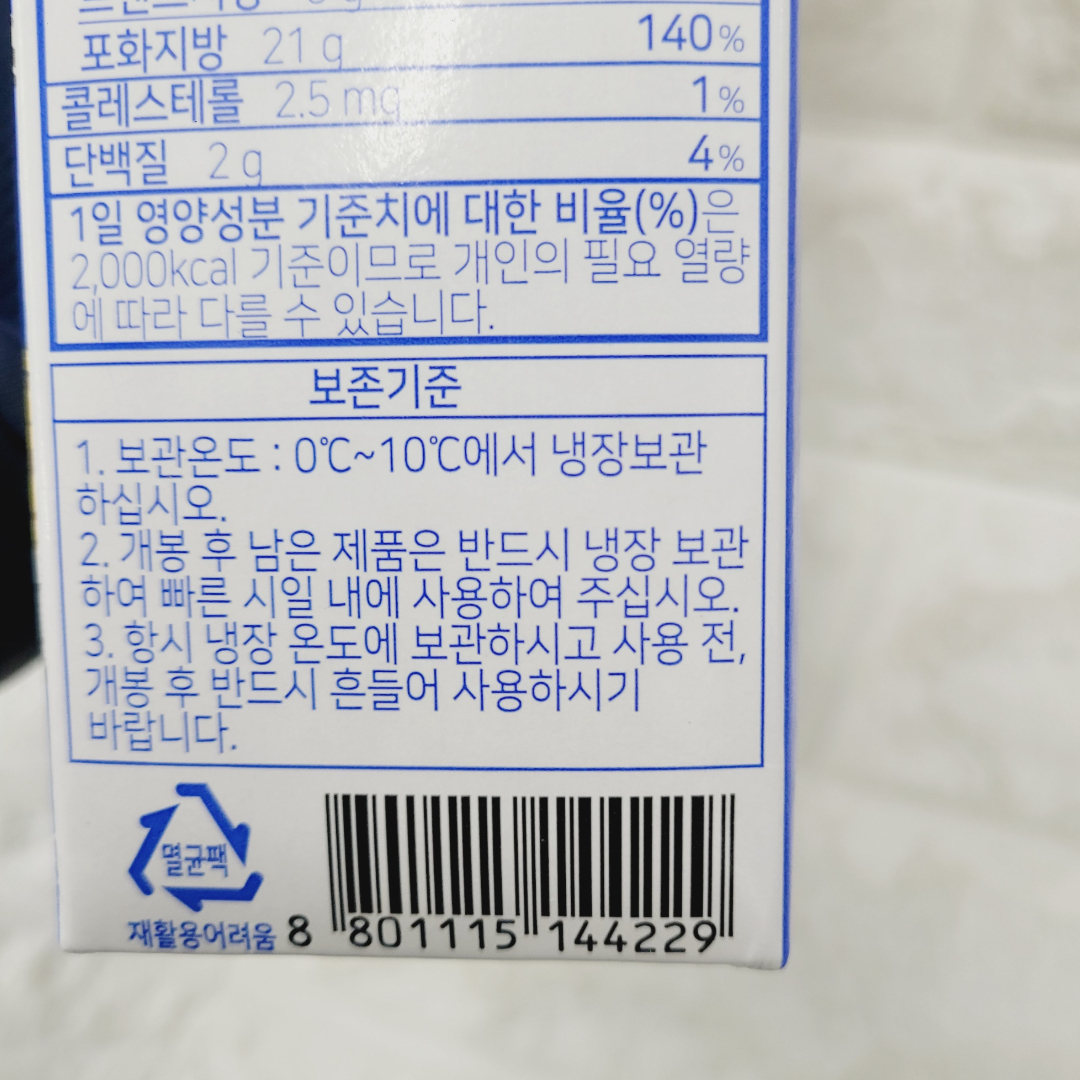 포화지방 21 g 140%
콜레스테롤 2.5 mg 1%
단백질 2 g 4%
1일 영양성분 기준치에 대한 비율(%)은
2,000kcal 기준이므로 개인의 필요 열량
에 따라 다를 수 있습니다.
보존기준
1. 보관온도 : 0℃~10℃에서 냉장보관
하십시오.
2. 개봉 후 남은 제품은 반드시 냉장 보관
하여 빠른 시일 내에 사용하여 주십시오.
3. 항시 냉장 온도에 보관하시고 사용 전,
개봉 후 반드시 흔들어 사용하시기
바랍니다.
멸균팩
재활용어려움
8 801115 144229